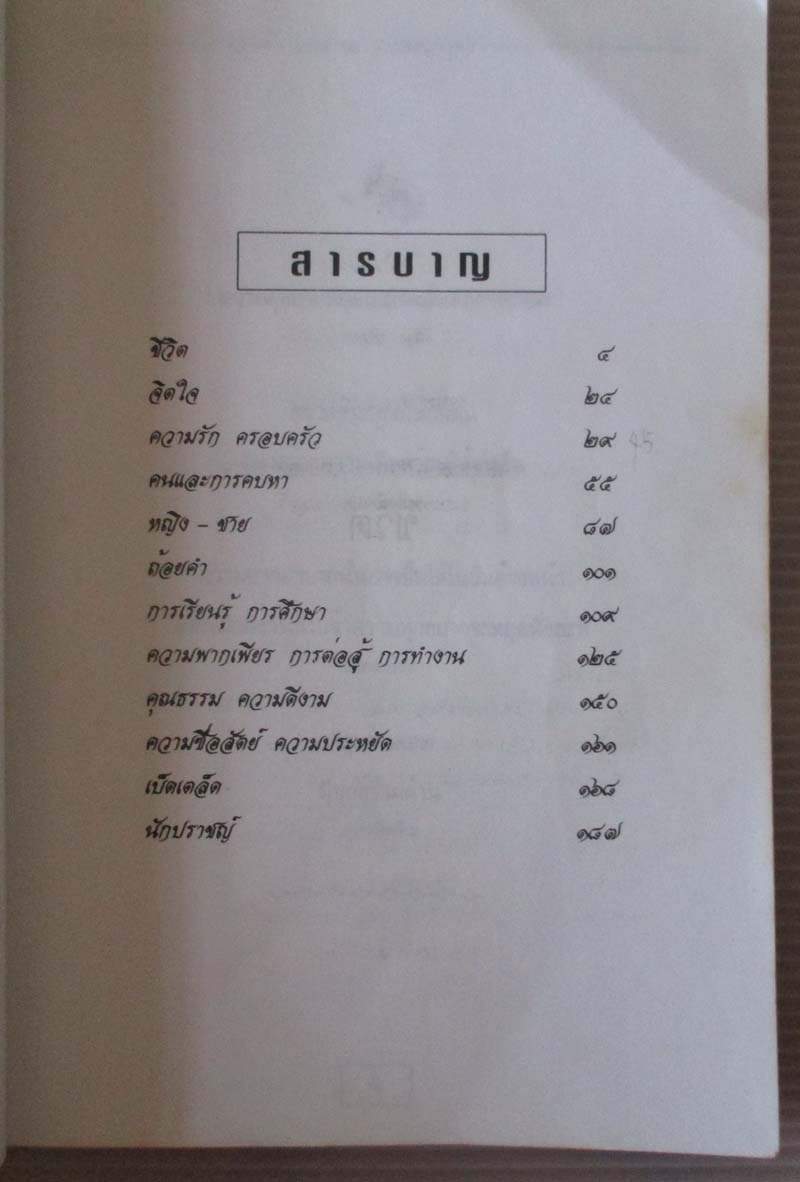 สารบาญ
ชีวิต ๔
จิตใจ ๒๔
ความรัก ครอบครัว ๒๙ 45
คนและการคบหา ๕๕
หญิง - ชาย ๘๗
ถ้อยคำ ๑๐๑
การเรียนรู้ การศึกษา ๑๐๙
ความพากเพียร การต่อสู้ การทำงาน ๑๒๕
คุณธรรม ความดีงาม ๑๕๐
ความซื่อสัตย์ ความประหยัด ๑๖๑
เบ็ดเตล็ด ๑๖๘
นักปราชญ์ ๑๘๗